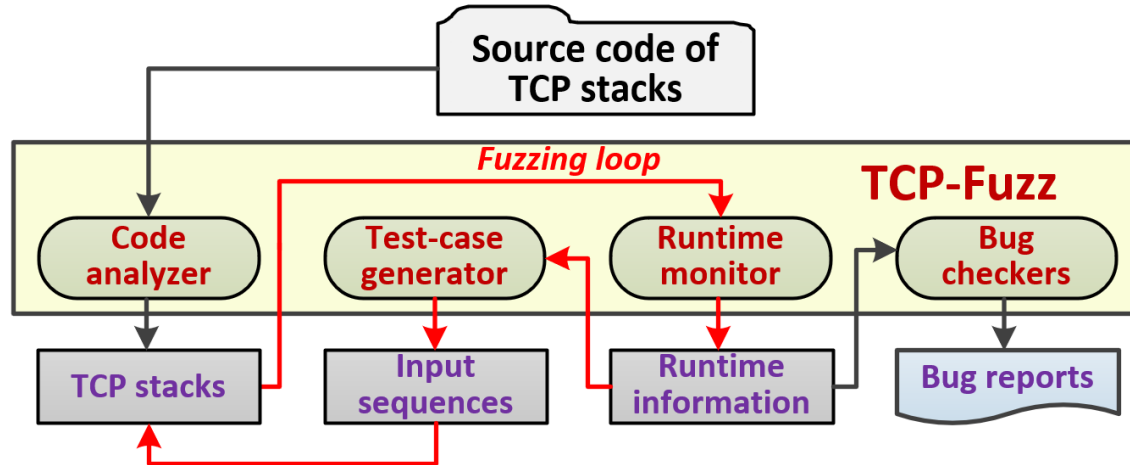 Source code of
TCP stacks
Fuzzing loop
TCP-Fuzz
Code
analyzer
Test-case
generator
Runtime
monitor
Bug
checkers
TCP stacks
Input
sequences
Runtime
information
Bug reports